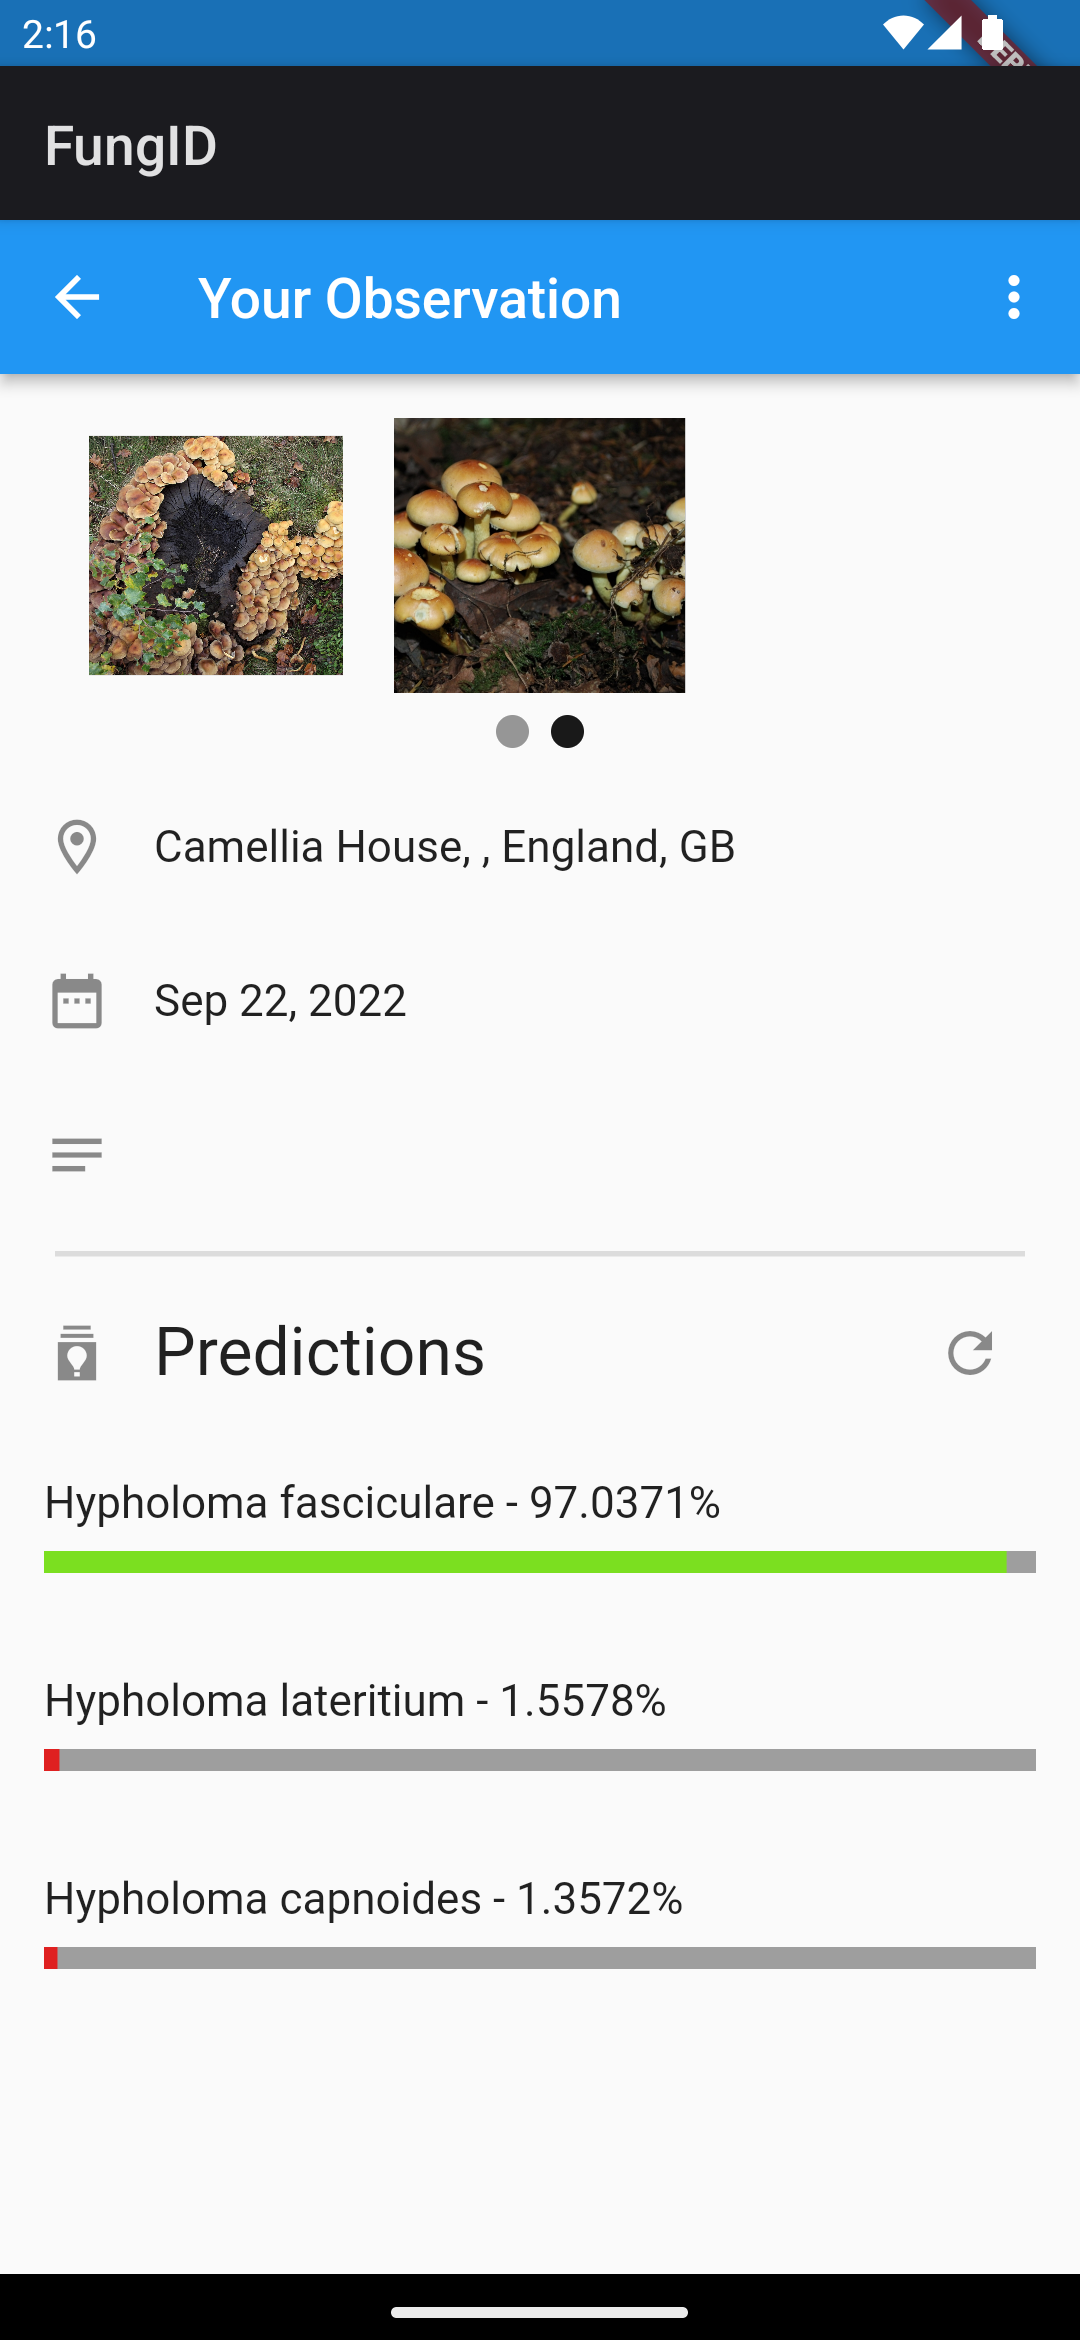 2:16
FungID
Your Observation
Camellia House, , England, GB
Sep 22, 2022
Predictions
Hypholoma fasciculare - 97.0371%
Hypholoma lateritium - 1.5578%
Hypholoma capnoides - 1.3572%